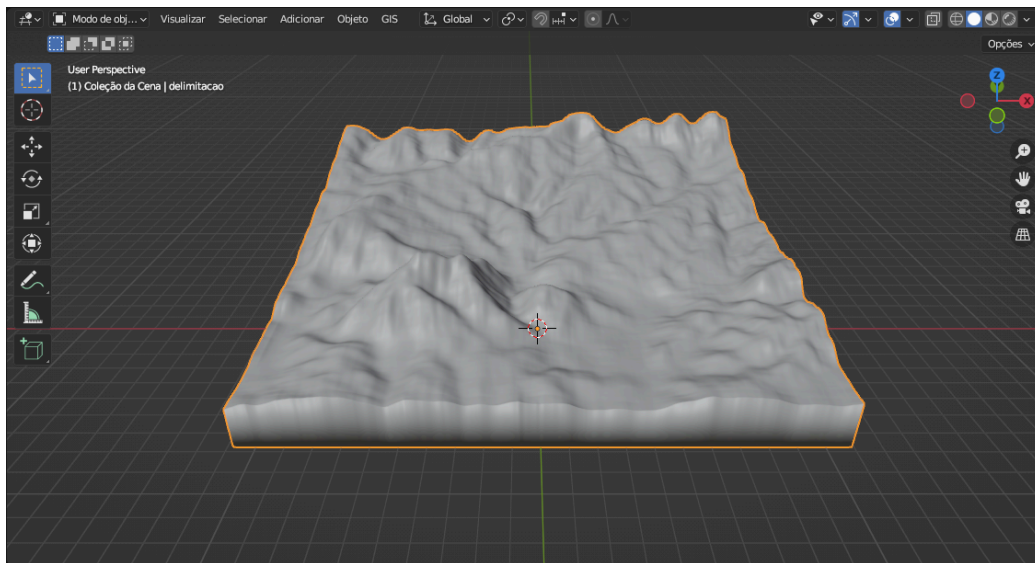 Modo de obj... Visualizar Selecionar Adicionar Objeto GIS Global
Opções
User Perspective
(1) Coleção da Cena | delimitacao
Z
X